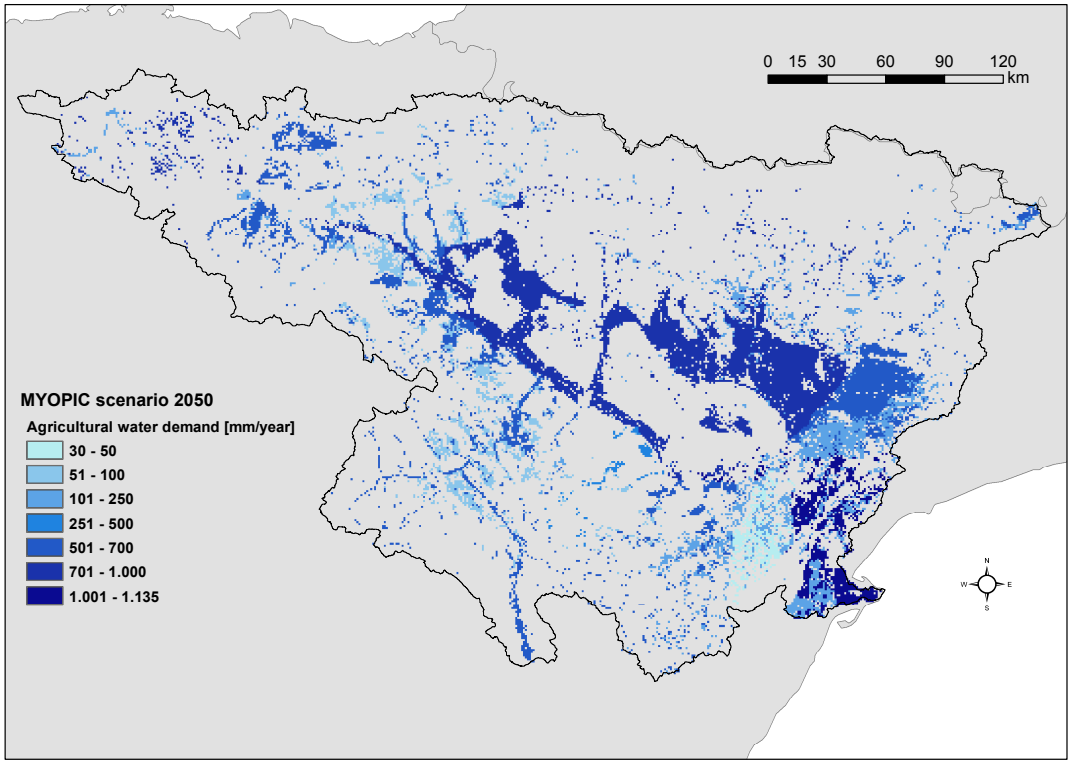 0 15 30 60 90 120
km
MYOPIC scenario 2050
Agricultural water demand [mm/year]
30 - 50
51 - 100
101 - 250
251 - 500
501 - 700
701 - 1.000
1.001 - 1.135
N
W E
S